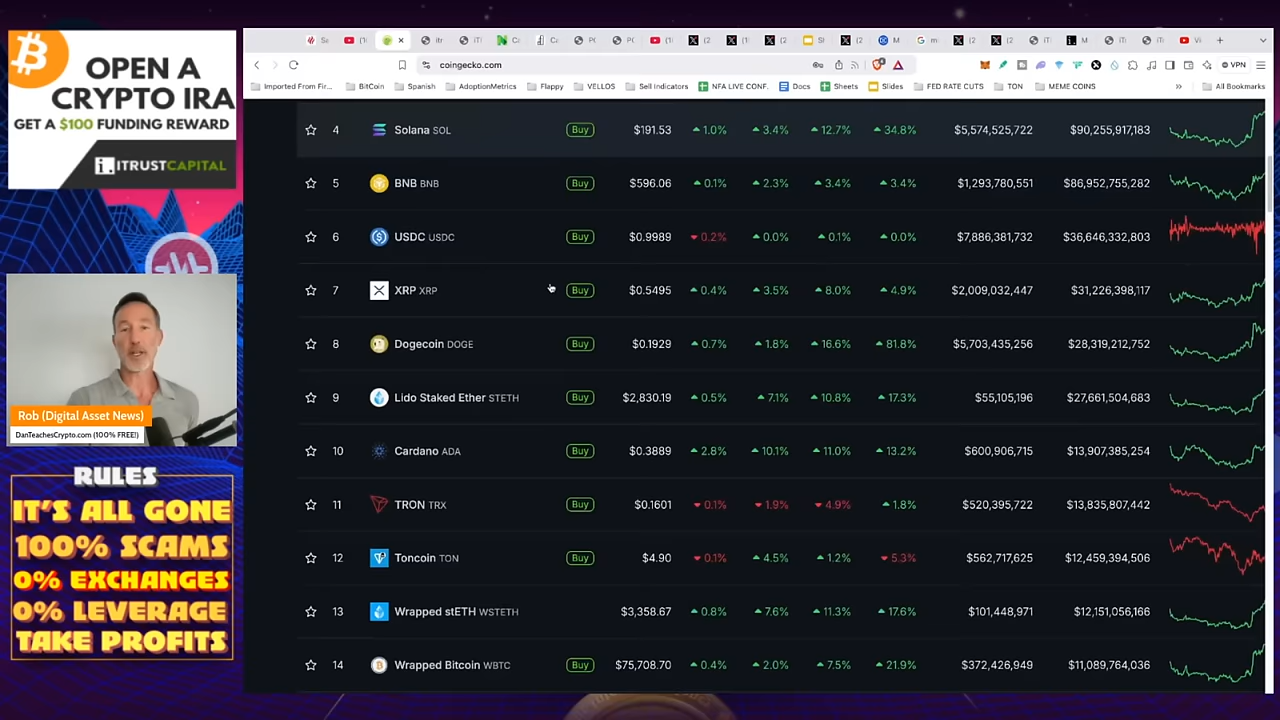 OPEN A
CRYPTO IRA
GET A $100 FUNDING REWARD
i.ITRUSTCAPITAL
Rob (Digital Asset News)
DanTeachesCrypto.com (100% FREE!)
RULES
IT'S ALL GONE
100% SCAMS
0% EXCHANGES
0% LEVERAGE
TAKE PROFITS
coingecko.com
VPN
Imported From Fir... BitCoin Spanish AdoptionMetrics Flappy VELLOS Sell Indicators NFA LIVE CONF. Docs Sheets Slides FED RATE CUTS TON MEME COINS » All Bookmarks
4 Solana SOL Buy $191.53 1.0% 3.4% 12.7% 34.8% $5,574,525,722 $90,255,917,183
5 BNB BNB Buy $596.06 0.1% 2.3% 3.4% 3.4% $1,293,780,551 $86,952,755,282
6 USDC USDC Buy $0.9989 0.2% 0.0% 0.1% 0.0% $7,886,381,732 $36,646,332,803
7 XRP XRP Buy $0.5495 0.4% 3.5% 8.0% 4.9% $2,009,032,447 $31,226,398,117
8 Dogecoin DOGE Buy $0.1929 0.7% 1.8% 16.6% 81.8% $5,703,435,256 $28,319,212,752
9 Lido Staked Ether STETH Buy $2,830.19 0.5% 7.1% 10.8% 17.3% $55,105,196 $27,661,504,683
10 Cardano ADA Buy $0.3889 2.8% 10.1% 11.0% 13.2% $600,906,715 $13,907,385,254
11 TRON TRX Buy $0.1601 0.1% 1.9% 4.9% 1.8% $520,395,722 $13,835,807,442
12 Toncoin TON Buy $4.90 0.1% 4.5% 1.2% 5.3% $562,717,625 $12,459,394,506
13 Wrapped stETH WSTETH $3,358.67 0.8% 7.6% 11.3% 17.6% $101,448,971 $12,151,056,166
14 Wrapped Bitcoin WBTC Buy $75,708.70 0.4% 2.0% 7.5% 21.9% $372,426,949 $11,089,764,036